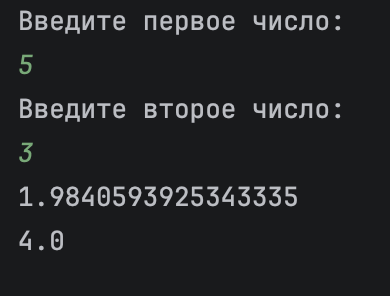 Введите первое число:
5
Введите второе число:
3
1.9840593925343335
4.0